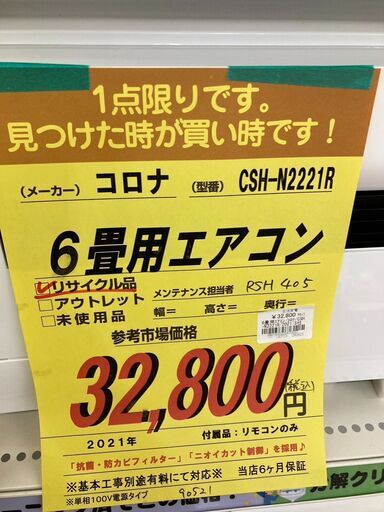 1点限りです。
見つけた時が買い時です！
（メーカー） コロナ （型番） CSH-N2221R
6畳用エアコン
リサイクル品
アウトレット メンテナンス担当者 RSH 405
未使用品 幅＝ 高さ＝ 奥行＝
参考市場価格
¥32,800
32,800円 (税込)
2021年 付属品：リモコンのみ
「抗菌・防カビフィルター」「ニオイカット制御」を採用♪
※基本工事別途有料にて対応※ 当店6ヶ月保証
※単相100V電源タイプ 90521
分解クリ